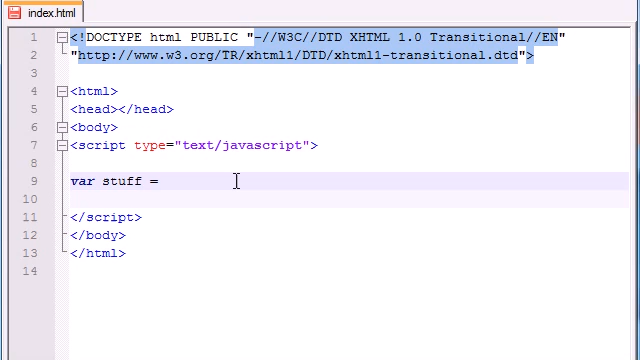 index.html
1 <!DOCTYPE html PUBLIC "-//W3C//DTD XHTML 1.0 Transitional//EN"
2 "http://www.w3.org/TR/xhtml1/DTD/xhtml1-transitional.dtd">
3
4 <html>
5 <head></head>
6 <body>
7 <script type="text/javascript">
8
9 var stuff =
10
11 </script>
12 </body>
13 </html>
14